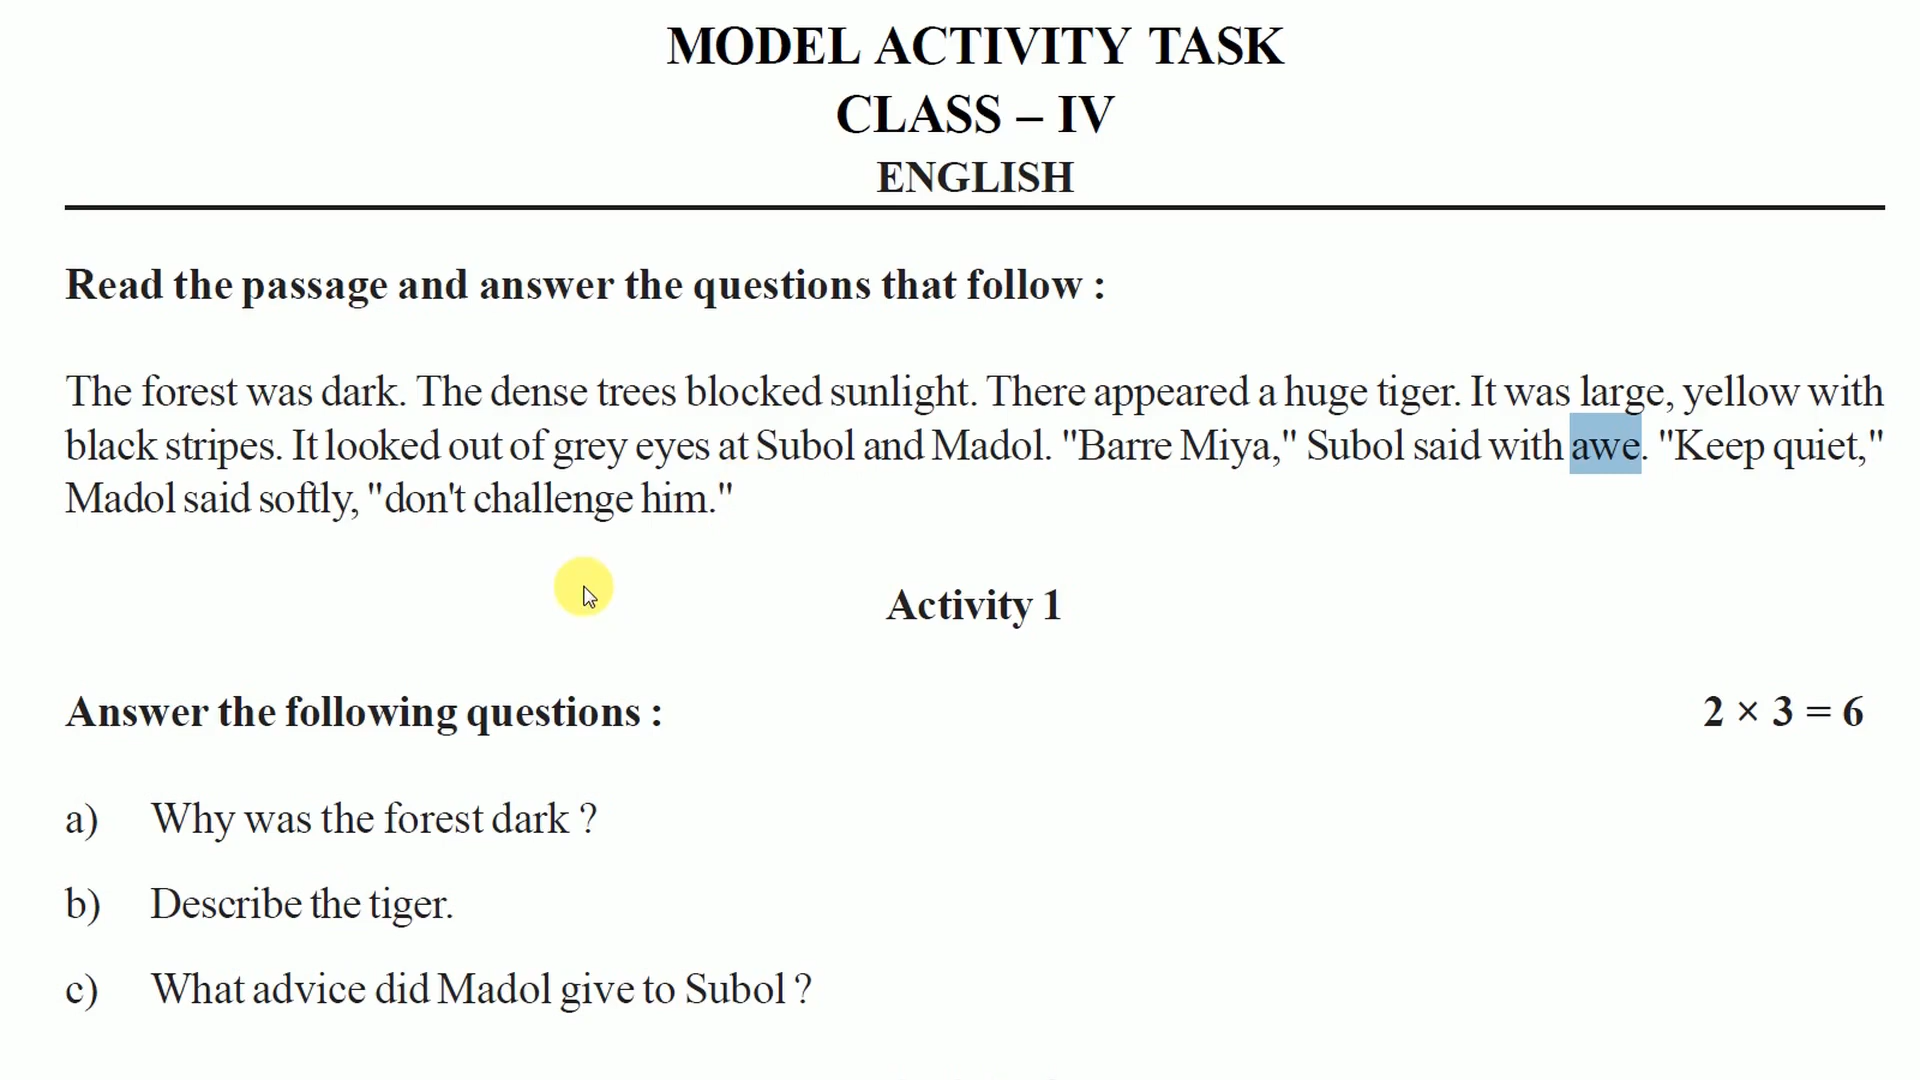 MODEL ACTIVITY TASK
CLASS – IV
ENGLISH
Read the passage and answer the questions that follow :
The forest was dark. The dense trees blocked sunlight. There appeared a huge tiger. It was large, yellow with
black stripes. It looked out of grey eyes at Subol and Madol. "Barre Miya," Subol said with awe. "Keep quiet,"
Madol said softly, "don't challenge him."
Activity 1
Answer the following questions : 2 × 3 = 6
a) Why was the forest dark ?
b) Describe the tiger.
c) What advice did Madol give to Subol ?